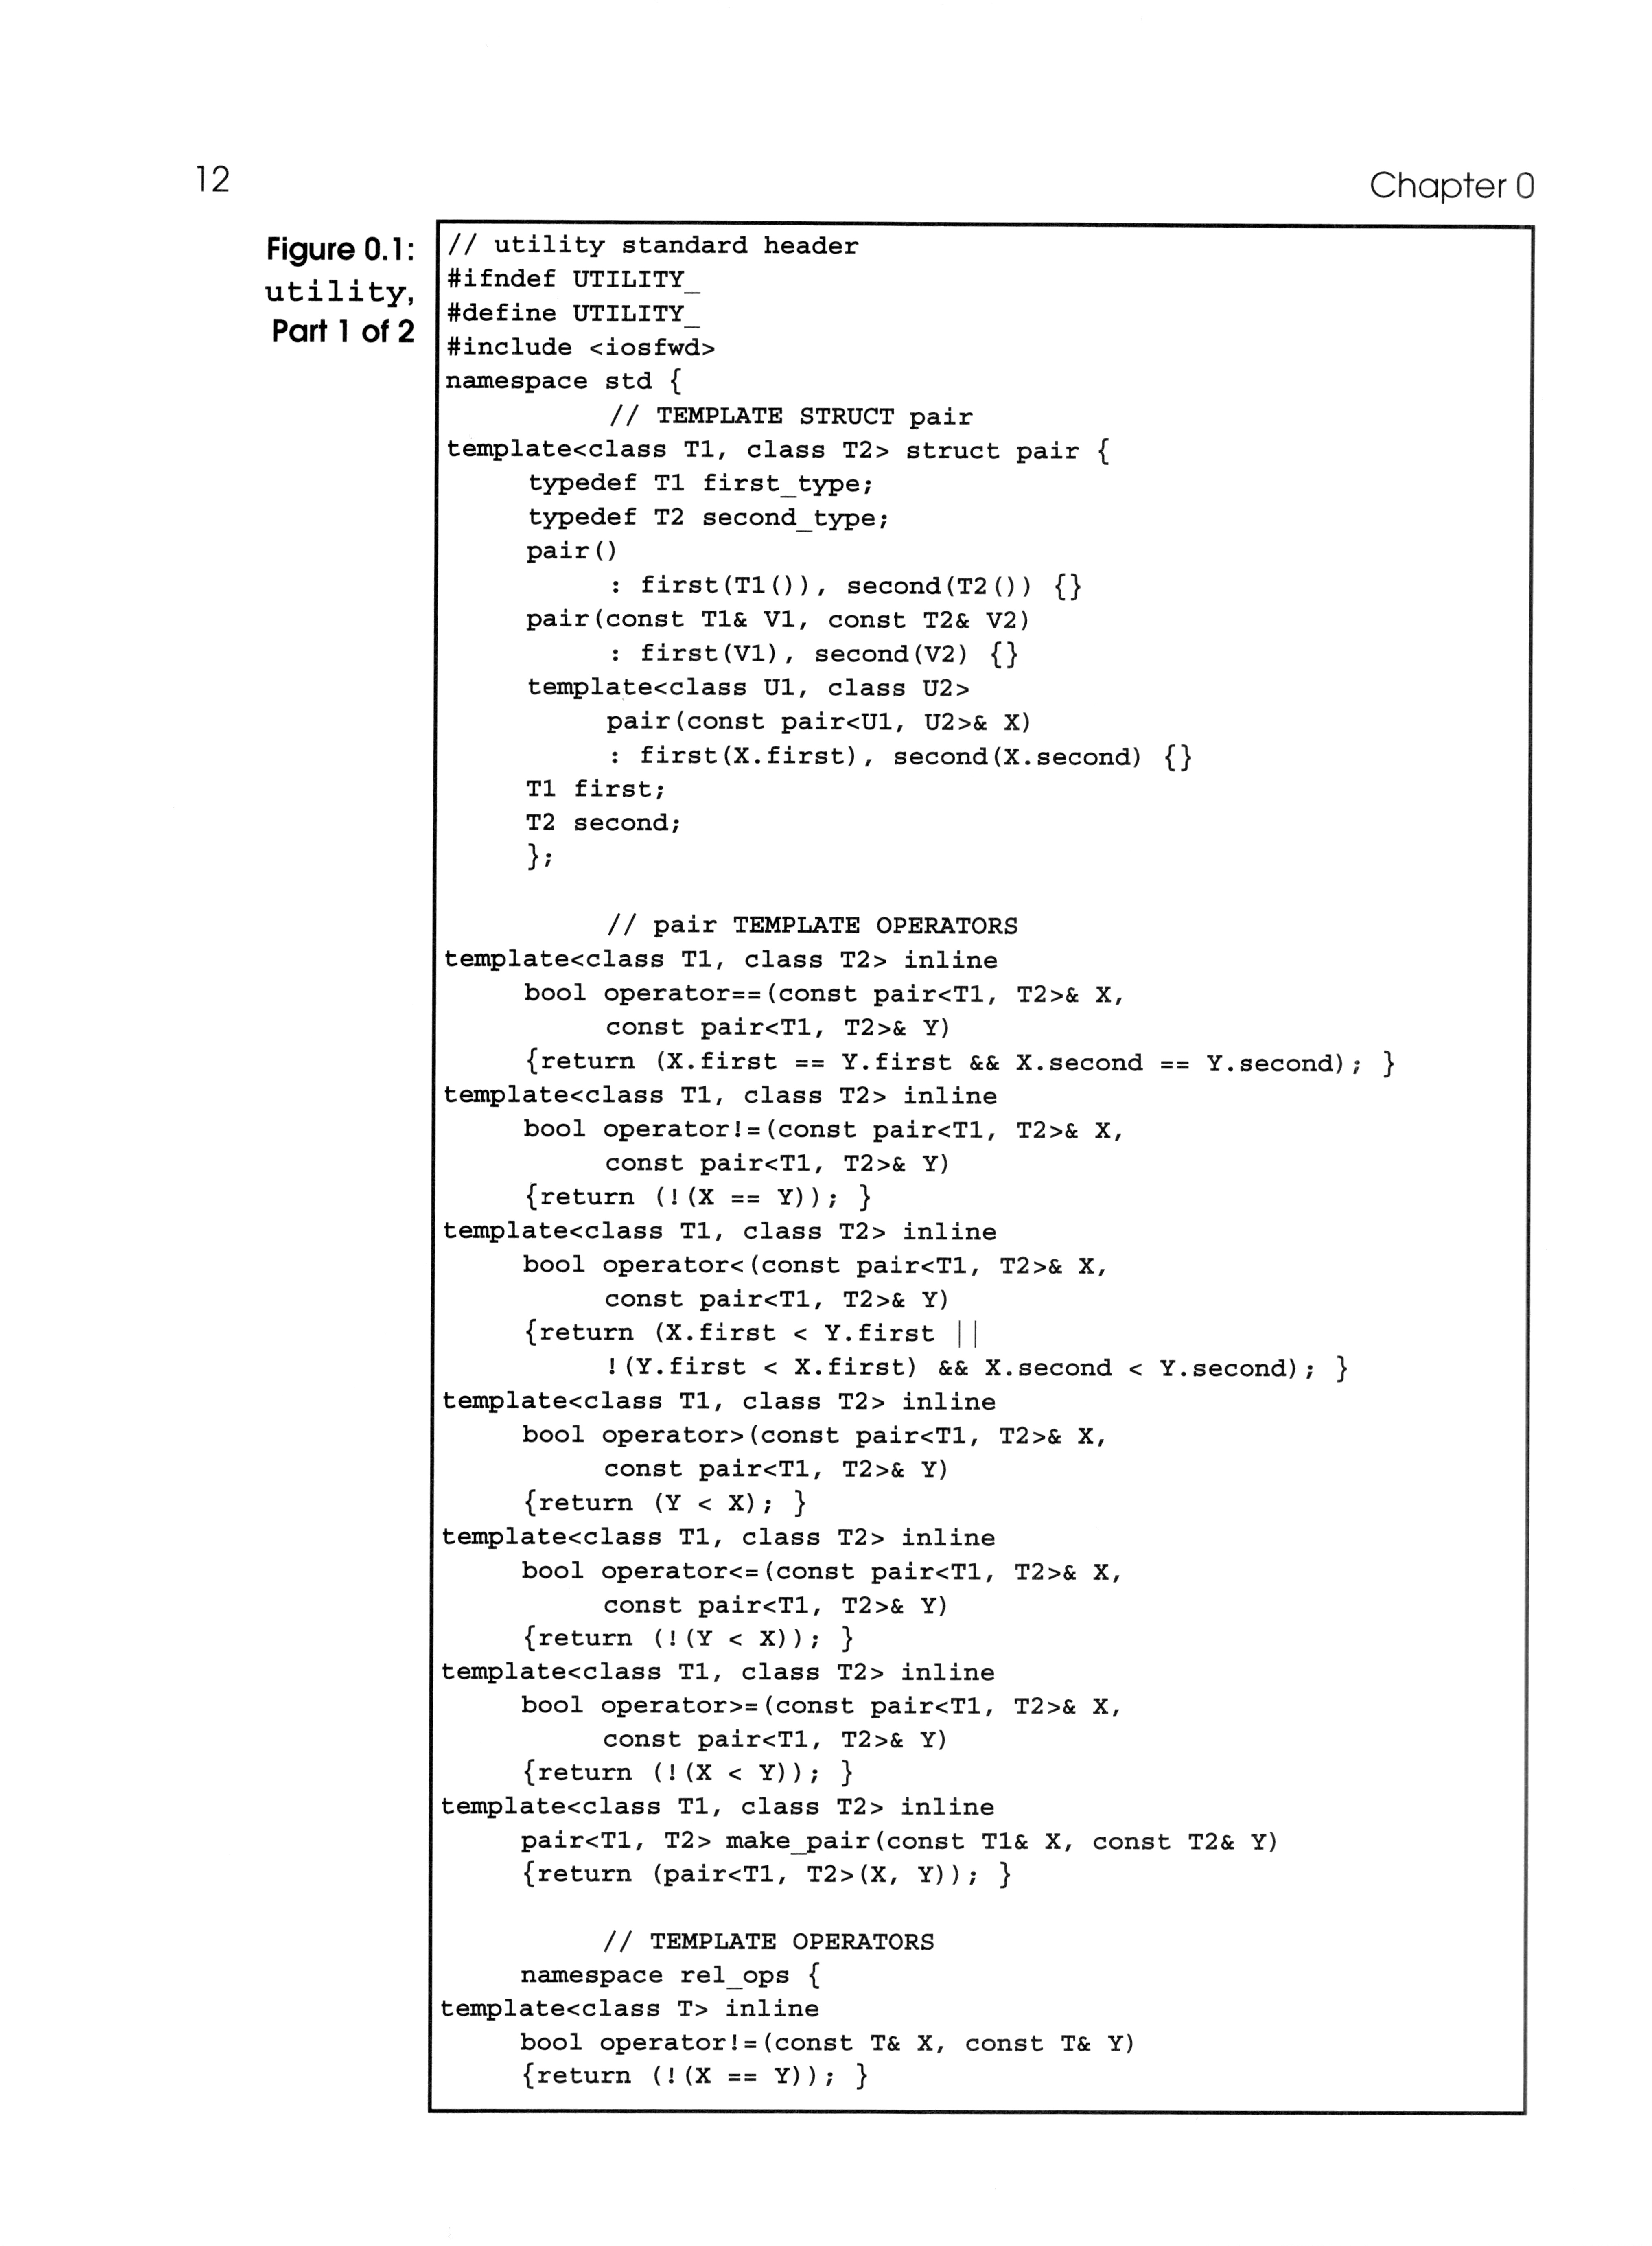 12
Chapter 0
Figure 0.1:
utility,
Part 1 of 2
// utility standard header
#ifndef UTILITY_
#define UTILITY_
#include <iosfwd>
namespace std {
// TEMPLATE STRUCT pair
template<class T1, class T2> struct pair {
typedef T1 first_type;
typedef T2 second_type;
pair()
: first(T1()), second(T2()) {}
pair(const T1& V1, const T2& V2)
: first(V1), second(V2) {}
template<class U1, class U2>
pair(const pair<U1, U2>& X)
: first(X.first), second(X.second) {}
T1 first;
T2 second;
};
// pair TEMPLATE OPERATORS
template<class T1, class T2> inline
bool operator==(const pair<T1, T2>& X,
const pair<T1, T2>& Y)
{return (X.first == Y.first && X.second == Y.second); }
template<class T1, class T2> inline
bool operator!=(const pair<T1, T2>& X,
const pair<T1, T2>& Y)
{return (!(X == Y)); }
template<class T1, class T2> inline
bool operator<(const pair<T1, T2>& X,
const pair<T1, T2>& Y)
{return (X.first < Y.first ||
!(Y.first < X.first) && X.second < Y.second); }
template<class T1, class T2> inline
bool operator>(const pair<T1, T2>& X,
const pair<T1, T2>& Y)
{return (Y < X); }
template<class T1, class T2> inline
bool operator<=(const pair<T1, T2>& X,
const pair<T1, T2>& Y)
{return (!(Y < X)); }
template<class T1, class T2> inline
bool operator>=(const pair<T1, T2>& X,
const pair<T1, T2>& Y)
{return (!(X < Y)); }
template<class T1, class T2> inline
pair<T1, T2> make_pair(const T1& X, const T2& Y)
{return (pair<T1, T2>(X, Y)); }
// TEMPLATE OPERATORS
namespace rel_ops {
template<class T> inline
bool operator!=(const T& X, const T& Y)
{return (!(X == Y)); }